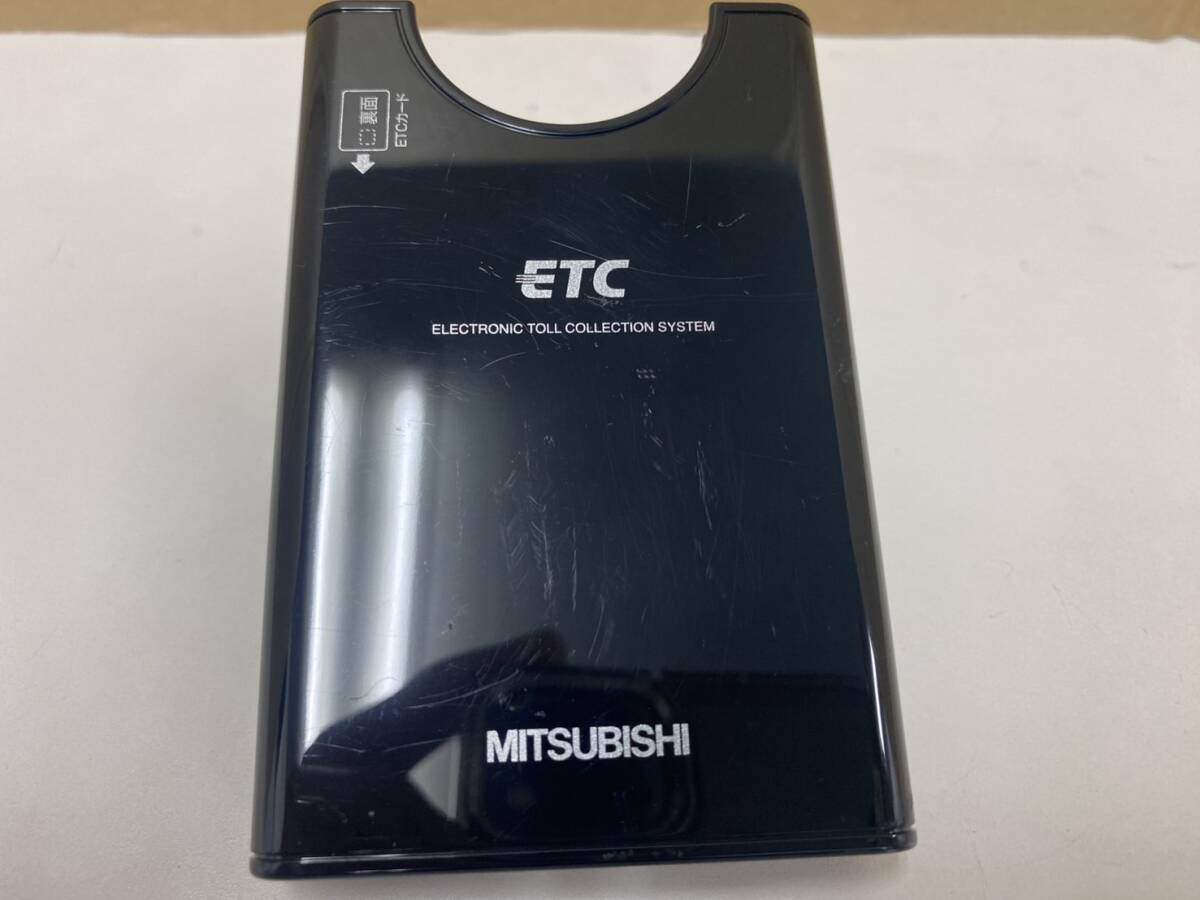 裏面
ETCカード
ETC
ELECTRONIC TOLL COLLECTION SYSTEM
MITSUBISHI